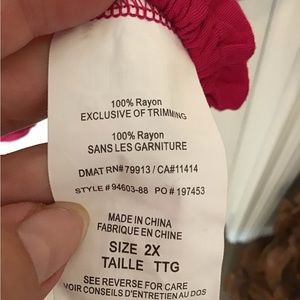 100% Rayon
EXCLUSIVE OF TRIMMING
100% Rayon
SANS LES GARNITURE
DMAT RN# 79913 / CA#11414
STYLE # 94603-88 PO # 197453
MADE IN CHINA
FABRIQUE EN CHINE
SIZE 2X
TAILLE TTG
SEE REVERSE FOR CARE
VOIR CONSEILS D'ENTRETIEN AU DOS